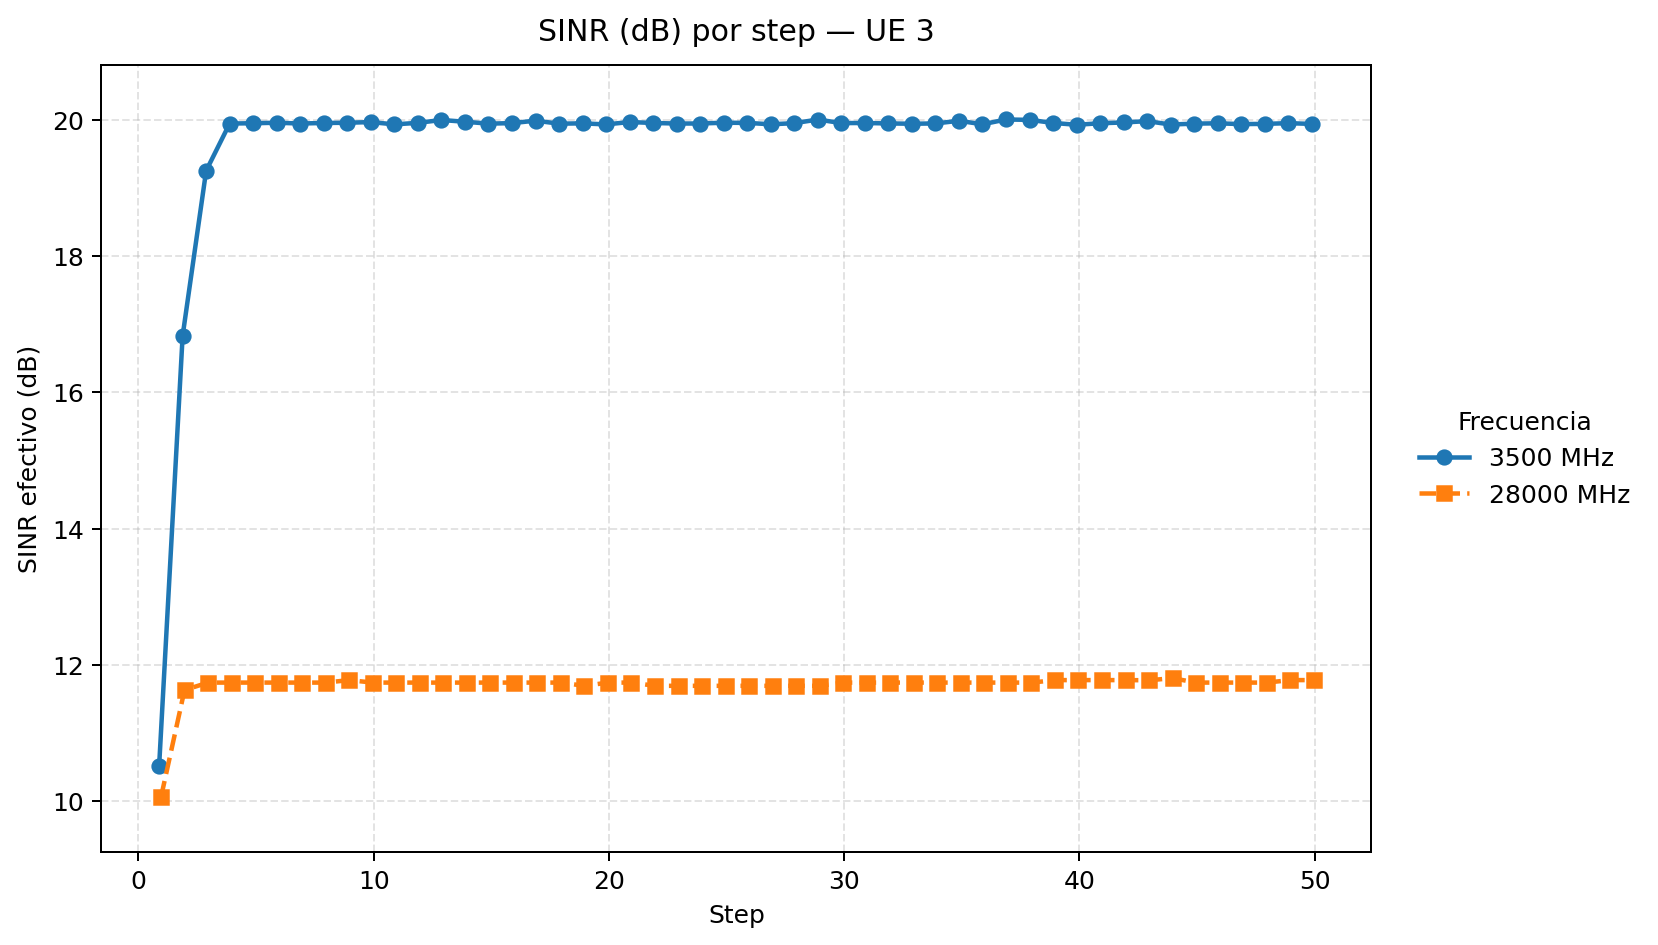 SINR (dB) por step — UE 3
SINR efectivo (dB)
20
18
16
14
12
10
0
10
20
30
40
50
Step
Frecuencia
3500 MHz
28000 MHz